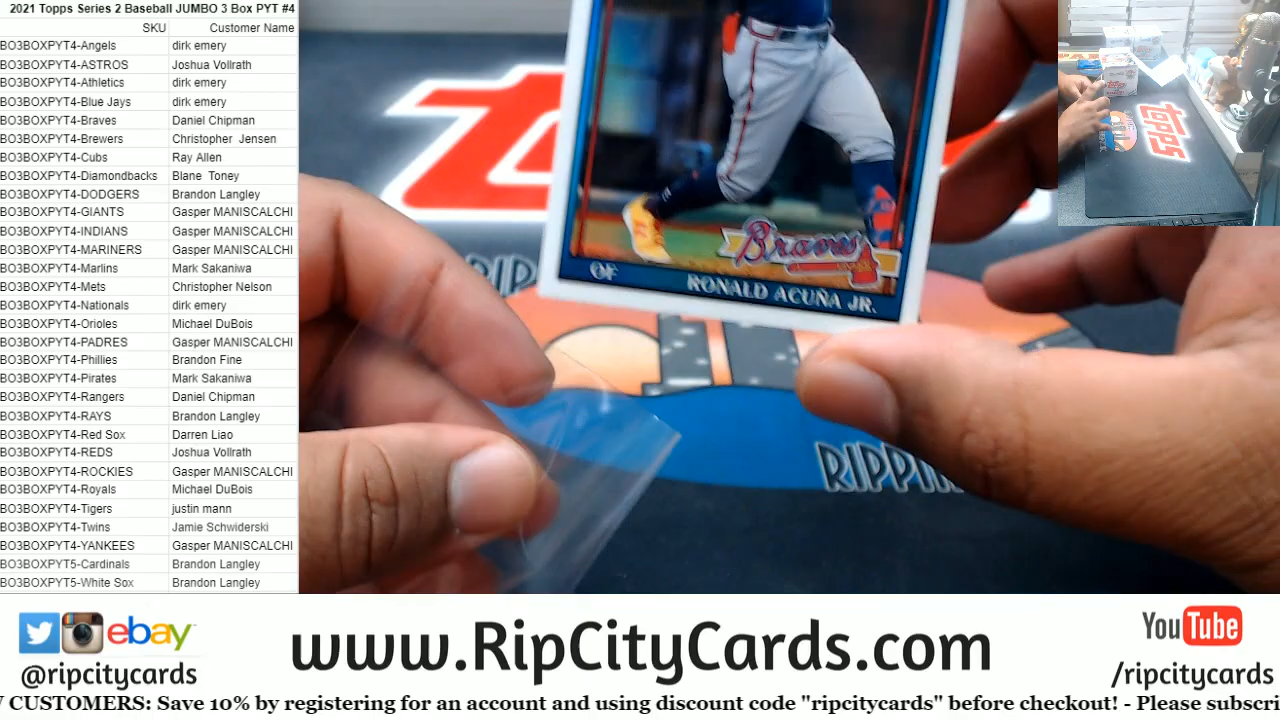 2021 Topps Series 2 Baseball JUMBO 3 Box PYT #4
SKU Customer Name
BO3BOXPYT4-Angels dirk emery
BO3BOXPYT4-ASTROS Joshua Vollrath
BO3BOXPYT4-Athletics dirk emery
BO3BOXPYT4-Blue Jays dirk emery
BO3BOXPYT4-Braves Daniel Chipman
BO3BOXPYT4-Brewers Christopher Jensen
BO3BOXPYT4-Cubs Ray Allen
BO3BOXPYT4-Diamondbacks Blane Toney
BO3BOXPYT4-DODGERS Brandon Langley
BO3BOXPYT4-GIANTS Gasper MANISCALCHI
BO3BOXPYT4-INDIANS Gasper MANISCALCHI
BO3BOXPYT4-MARINERS Gasper MANISCALCHI
BO3BOXPYT4-Marlins Mark Sakaniwa
BO3BOXPYT4-Mets Christopher Nelson
BO3BOXPYT4-Nationals dirk emery
BO3BOXPYT4-Orioles Michael DuBois
BO3BOXPYT4-PADRES Gasper MANISCALCHI
BO3BOXPYT4-Phillies Brandon Fine
BO3BOXPYT4-Pirates Mark Sakaniwa
BO3BOXPYT4-Rangers Daniel Chipman
BO3BOXPYT4-RAYS Brandon Langley
BO3BOXPYT4-Red Sox Darren Liao
BO3BOXPYT4-REDS Joshua Vollrath
BO3BOXPYT4-ROCKIES Gasper MANISCALCHI
BO3BOXPYT4-Royals Michael DuBois
BO3BOXPYT4-Tigers justin mann
BO3BOXPYT4-Twins Jamie Schwiderski
BO3BOXPYT4-YANKEES Gasper MANISCALCHI
BO3BOXPYT5-Cardinals Brandon Langley
BO3BOXPYT5-White Sox Brandon Langley
Braves
OF RONALD ACUÑA JR.
RIPPIN
Topps
ebay
@ripcitycards
www.RipCityCards.com
YouTube
/ripcitycards
CUSTOMERS: Save 10% by registering for an account and using discount code "ripcitycards" before checkout! - Please subscri